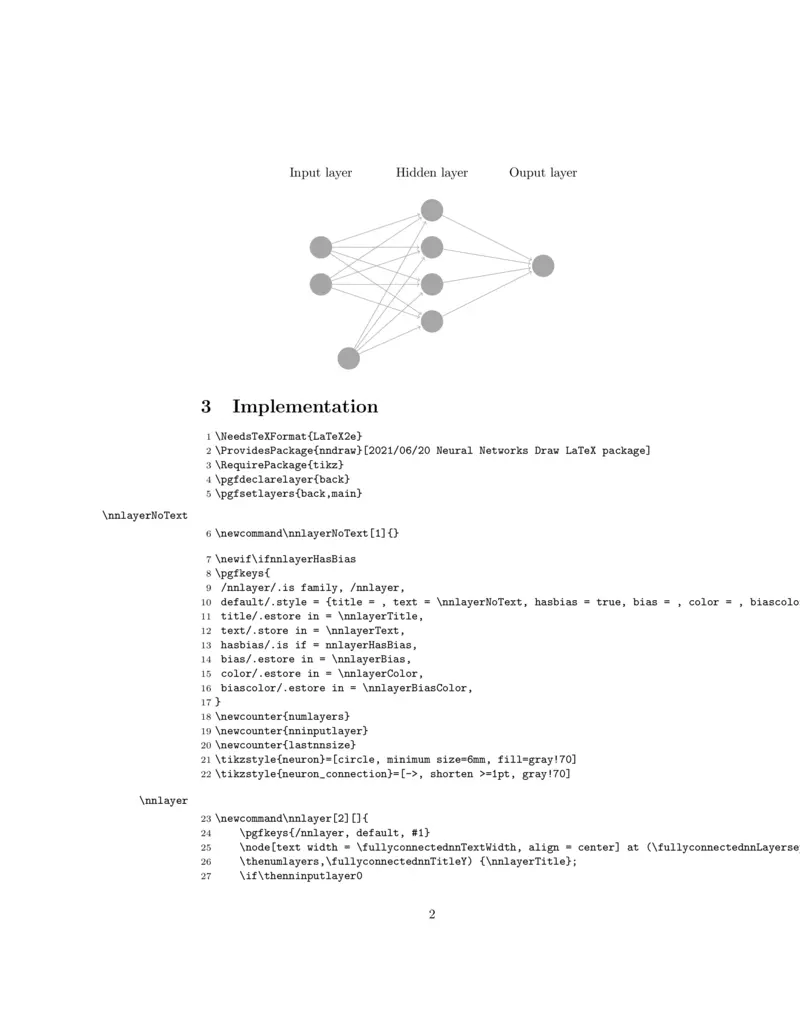 Input layer Hidden layer Ouput layer
3 Implementation
1 \NeedsTeXFormat{LaTeX2e}
2 \ProvidesPackage{nndraw}[2021/06/20 Neural Networks Draw LaTeX package]
3 \RequirePackage{tikz}
4 \pgfdeclarelayer{back}
5 \pgfsetlayers{back,main}
\nnlayerNoText
6 \newcommand\nnlayerNoText[1]{}
7 \newif\ifnnlayerHasBias
8 \pgfkeys{
9 /nnlayer/.is family, /nnlayer,
10 default/.style = {title = , text = \nnlayerNoText, hasbias = true, bias = , color = , biascolo
11 title/.estore in = \nnlayerTitle,
12 text/.store in = \nnlayerText,
13 hasbias/.is if = nnlayerHasBias,
14 bias/.estore in = \nnlayerBias,
15 color/.estore in = \nnlayerColor,
16 biascolor/.estore in = \nnlayerBiasColor,
17 }
18 \newcounter{numlayers}
19 \newcounter{nninputlayer}
20 \newcounter{lastnnsize}
21 \tikzstyle{neuron}=[circle, minimum size=6mm, fill=gray!70]
22 \tikzstyle{neuron_connection}=[->, shorten >=1pt, gray!70]
\nnlayer
23 \newcommand\nnlayer[2][]{
24 \pgfkeys{/nnlayer, default, #1}
25 \node[text width = \fullyconnectednnTextWidth, align = center] at (\fullyconnectednnLayersep
26 \thenumlayers,\fullyconnectednnTitleY) {\nnlayerTitle};
27 \if\thenninputlayer0
2